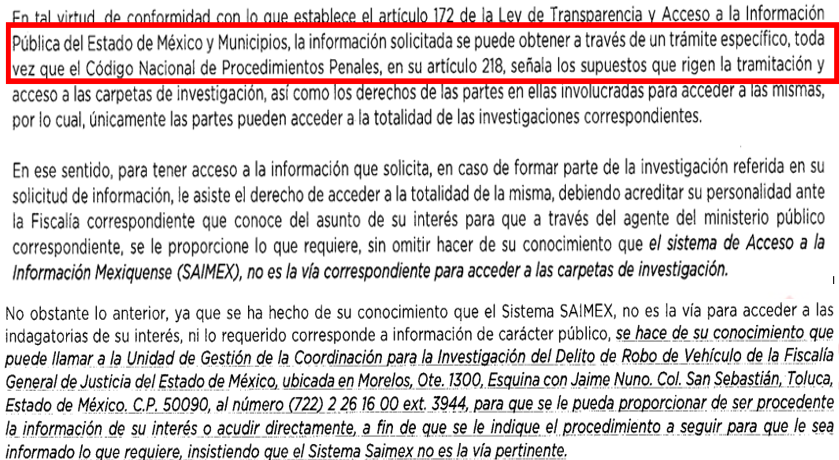 En tal virtud, de conformidad con lo que establece el artículo 172 de la Ley de Transparencia y Acceso a la Información
Pública del Estado de México y Municipios, la información solicitada se puede obtener a través de un trámite específico, toda
vez que el Código Nacional de Procedimientos Penales, en su artículo 218, señala los supuestos que rigen la tramitación y
acceso a las carpetas de investigación, así como los derechos de las partes en ellas involucradas para acceder a las mismas,
por lo cual, únicamente las partes pueden acceder a la totalidad de las investigaciones correspondientes.
En ese sentido, para tener acceso a la información que solicita, en caso de formar parte de la investigación referida en su
solicitud de información, le asiste el derecho de acceder a la totalidad de la misma, debiendo acreditar su personalidad ante
la Fiscalía correspondiente que conoce del asunto de su interés para que a través del agente del ministerio público
correspondiente, se le proporcione lo que requiere, sin omitir hacer de su conocimiento que el sistema de Acceso a la
Información Mexiquense (SAIMEX), no es la vía correspondiente para acceder a las carpetas de investigación.
No obstante lo anterior, ya que se ha hecho de su conocimiento que el Sistema SAIMEX, no es la vía para acceder a las
indagatorias de su interés, ni lo requerido corresponde a información de carácter público, se hace de su conocimiento que
puede llamar a la Unidad de Gestión de la Coordinación para la Investigación del Delito de Robo de Vehículo de la Fiscalía
General de Justicia del Estado de México, ubicada en Morelos, Ote. 1300, Esquina con Jaime Nuno. Col. San Sebastián, Toluca,
Estado de México. C.P. 50090, al número (722) 2 26 16 00 ext. 3944, para que se le pueda proporcionar de ser procedente
la información de su interés o acudir directamente, a fin de que se le indique el procedimiento a seguir para que le sea
informado lo que requiere, insistiendo que el Sistema Saimex no es la vía pertinente.